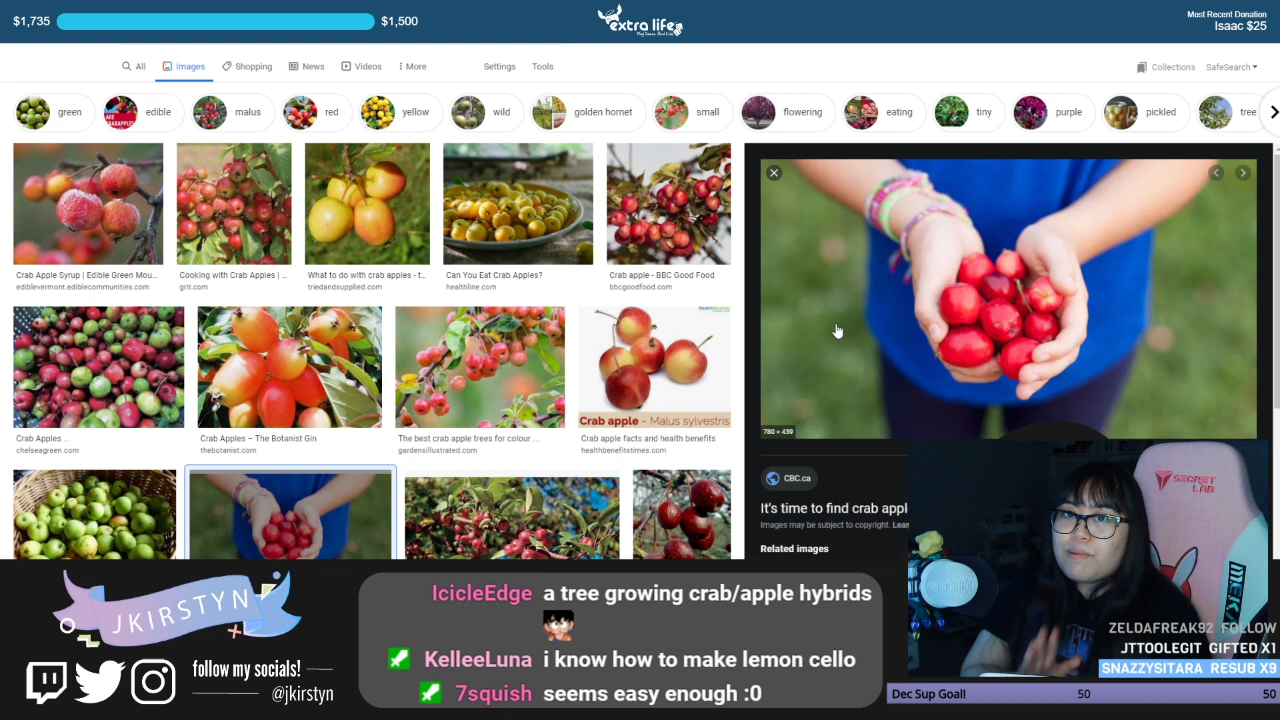 $1,735
$1,500
extra life
Play Games. Heal Kids.
Most Recent Donation
Isaac $25
All
Images
Shopping
News
Videos
More
Settings
Tools
Collections
SafeSearch
green
edible
malus
red
yellow
wild
golden hornet
small
flowering
eating
tiny
purple
pickled
tree
Crab Apple Syrup | Edible Green Mou...
ediblevermont.ediblecommunities.com
Cooking with Crab Apples | ...
grit.com
What to do with crab apples - t...
triedandsupplied.com
Can You Eat Crab Apples?
healthline.com
Crab apple - BBC Good Food
bbcgoodfood.com
Crab apple – Malus sylvestris
Crab Apples ...
chelseagreen.com
Crab Apples – The Botanist Gin
thebotanist.com
The best crab apple trees for colour ...
gardensillustrated.com
Crab apple facts and health benefits
healthbenefitstimes.com
780 × 439
CBC.ca
It's time to find crab appl
Images may be subject to copyright. Lear
Related images
SECRET
LAB
JKIRSTYN
follow my socials!
@jkirstyn
IcicleEdge a tree growing crab/apple hybrids
KelleeLuna i know how to make lemon cello
7squish seems easy enough :0
ZELDAFREAK92 FOLLOW
JTTOOLEGIT GIFTED X1
SNAZZYSITARA RESUB X9
Dec Sup Goal! 50 50